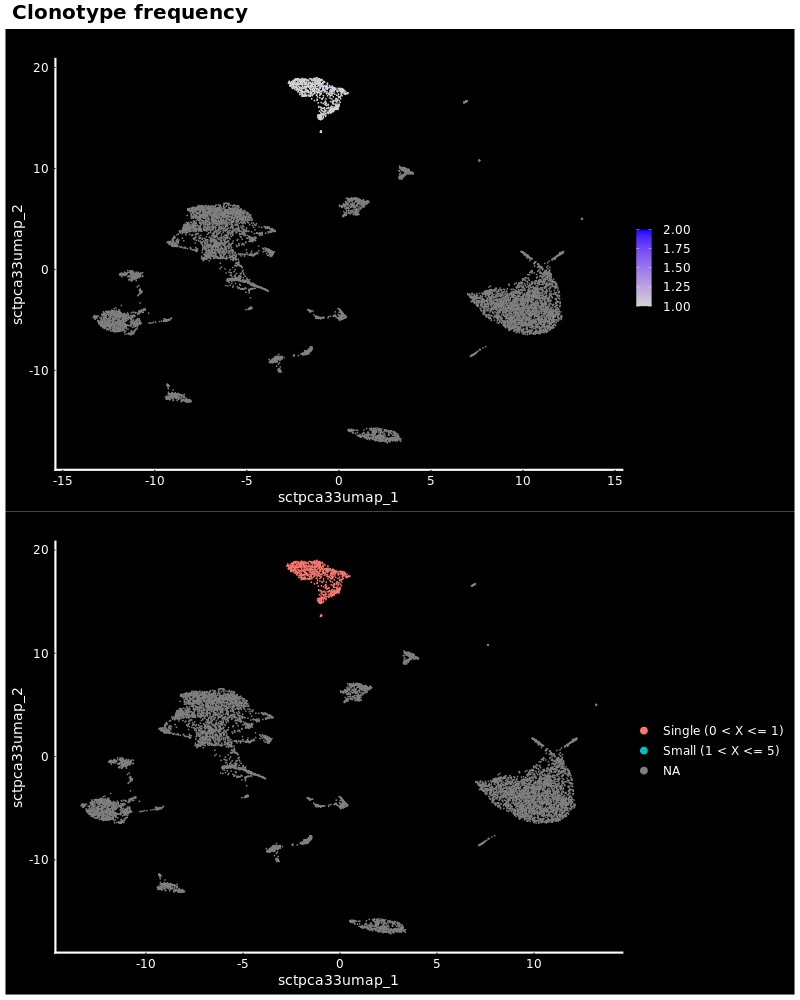 Clonotype frequency
20
10
0
-10
sctpca33umap_2
-15 -10 -5 0 5 10 15
sctpca33umap_1
2.00
1.75
1.50
1.25
1.00
20
10
0
-10
sctpca33umap_2
-10 -5 0 5 10
sctpca33umap_1
Single (0 < X <= 1)
Small (1 < X <= 5)
NA